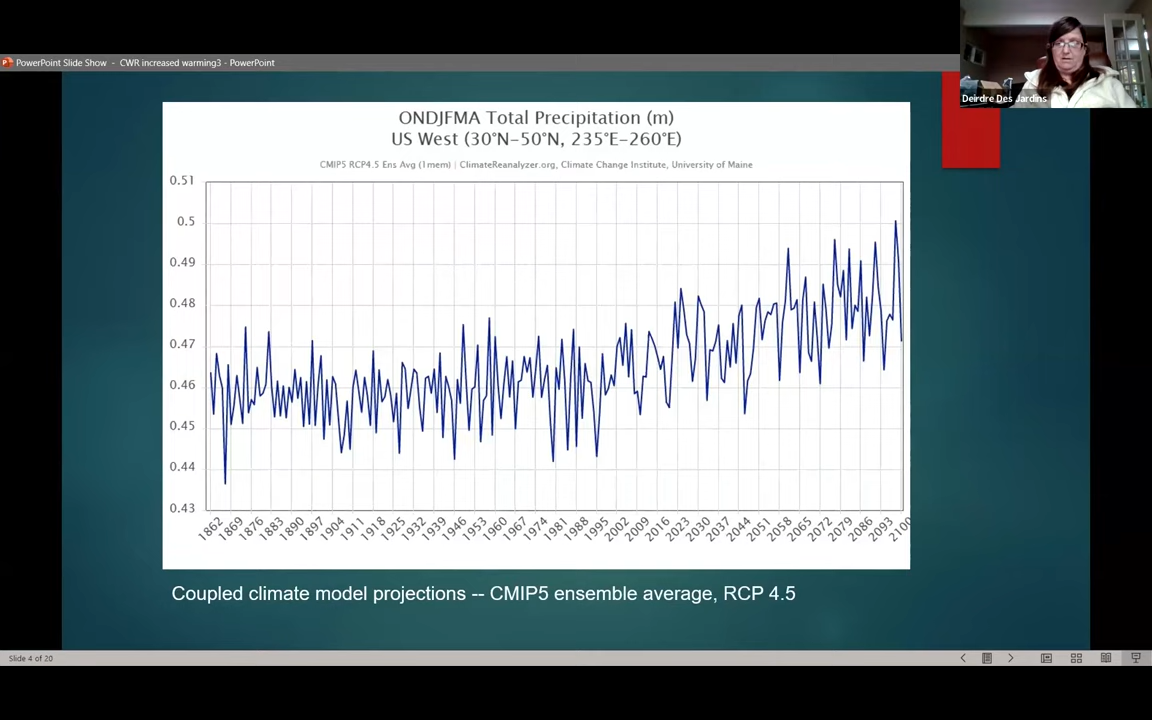 PowerPoint Slide Show - CWR increased warming3 - PowerPoint
Deirdre Des Jardins
ONDJFMA Total Precipitation (m)
US West (30°N–50°N, 235°E–260°E)
CMIP5 RCP4.5 Ens Avg (1mem) | ClimateReanalyzer.org, Climate Change Institute, University of Maine
0.51
0.5
0.49
0.48
0.47
0.46
0.45
0.44
0.43
1862 1869 1876 1883 1890 1897 1904 1911 1918 1925 1932 1939 1946 1953 1960 1967 1974 1981 1988 1995 2002 2009 2016 2023 2030 2037 2044 2051 2058 2065 2072 2079 2086 2093 2100
Coupled climate model projections -- CMIP5 ensemble average, RCP 4.5
Slide 4 of 20